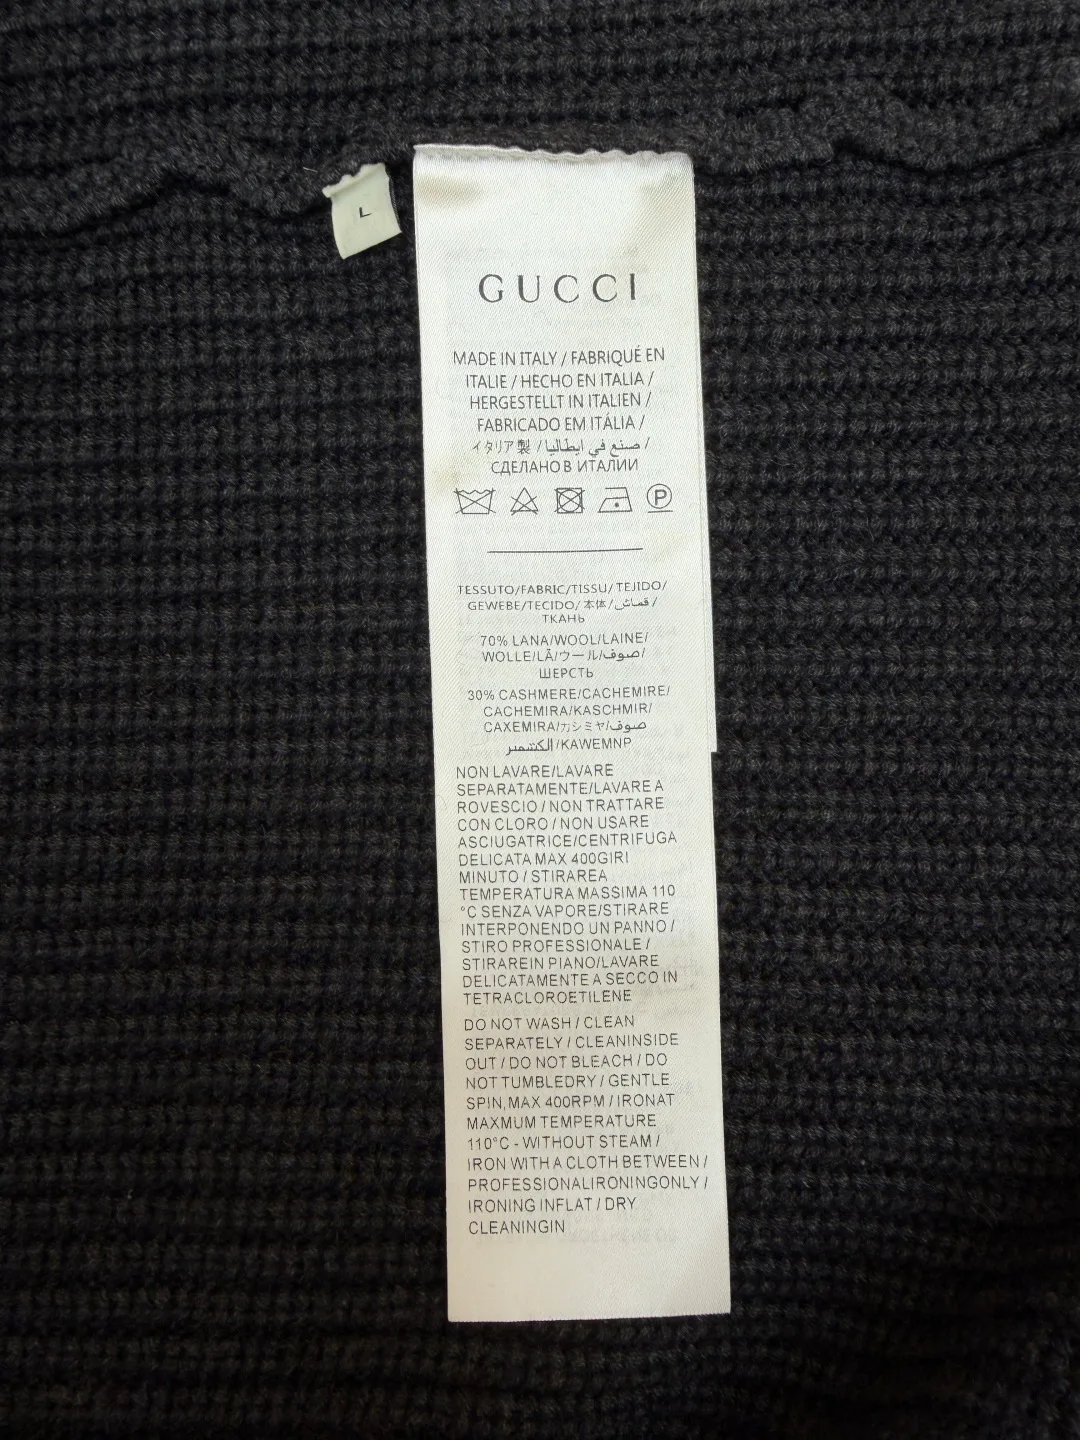 L
GUCCI
MADE IN ITALY / FABRIQUÉ EN
ITALIE / HECHO EN ITALIA /
HERGESTELLT IN ITALIEN /
FABRICADO EM ITÁLIA /
イタリア製 / صنع في ايطاليا /
СДЕЛАНО В ИТАЛИИ
P
TESSUTO/FABRIC/TISSU/TEJIDO/
GEWEBE/TECIDO/本体/قماش/
ТКАНЬ
70% LANA/WOOL/LAINE/
WOLLE/LÃ/ウール/صوف/
ШЕРСТЬ
30% CASHMERE/CACHEMIRE/
CACHEMIRA/KASCHMIR/
CAXEMIRA/カシミヤ/صوف
الكشمير/KAWEMNP
NON LAVARE/LAVARE
SEPARATAMENTE/LAVARE A
ROVESCIO / NON TRATTARE
CON CLORO / NON USARE
ASCIUGATRICE/CENTRIFUGA
DELICATA MAX 400GIRI
MINUTO / STIRAREA
TEMPERATURA MASSIMA 110
°C SENZA VAPORE/STIRARE
INTERPONENDO UN PANNO /
STIRO PROFESSIONALE /
STIRAREIN PIANO/LAVARE
DELICATAMENTE A SECCO IN
TETRACLOROETILENE
DO NOT WASH / CLEAN
SEPARATELY / CLEANINSIDE
OUT / DO NOT BLEACH / DO
NOT TUMBLEDRY / GENTLE
SPIN, MAX 400RPM / IRONAT
MAXMUM TEMPERATURE
110°C - WITHOUT STEAM /
IRON WITH A CLOTH BETWEEN /
PROFESSIONALIRONINGONLY /
IRONING INFLAT / DRY
CLEANINGIN